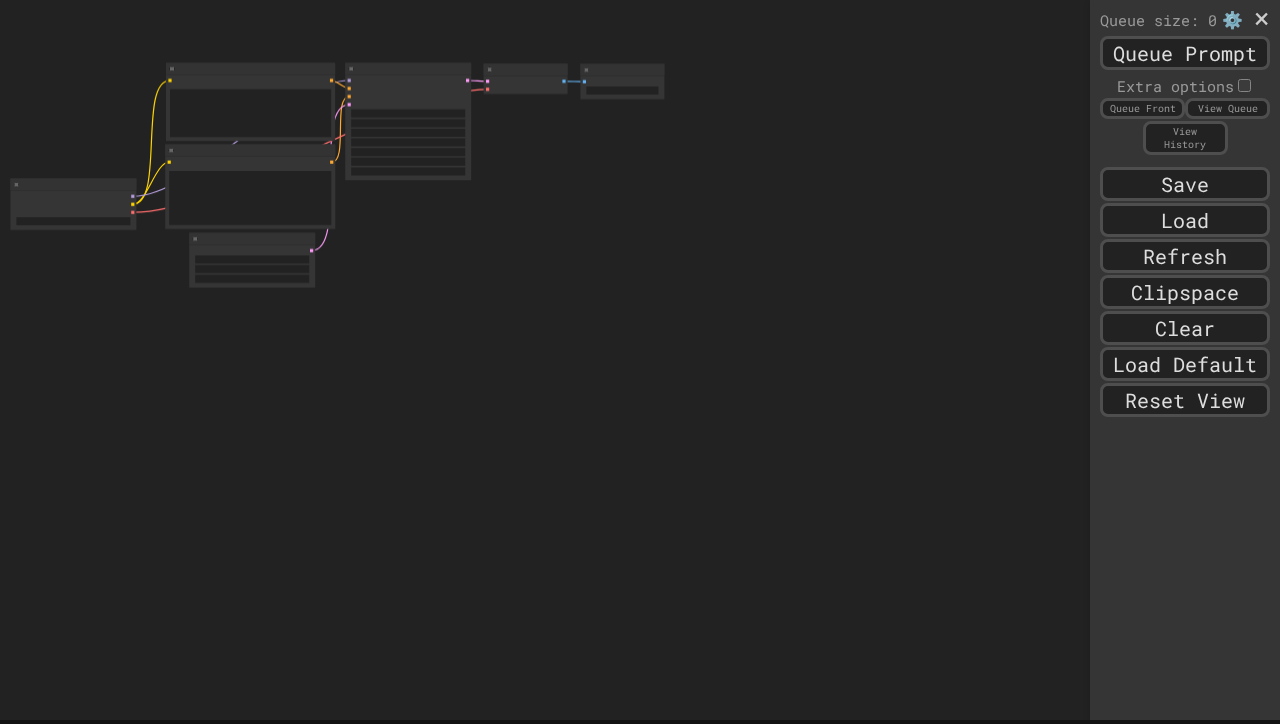 Queue size: 0
Queue Prompt
Extra options
Queue Front
View Queue
View
History
Save
Load
Refresh
Clipspace
Clear
Load Default
Reset View